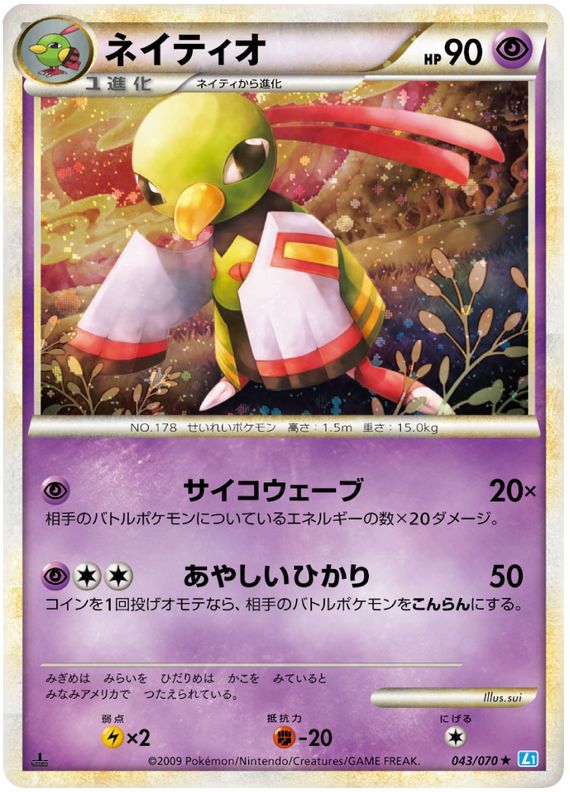 ネイティオ HP90
1進化 ネイティから進化
NO.178 せいれいポケモン 高さ:1.5m 重さ:15.0kg
サイコウェーブ 20×
相手のバトルポケモンについているエネルギーの数×20ダメージ。
あやしいひかり 50
コインを1回投げオモテなら、相手のバトルポケモンをこんらんにする。
みぎめは みらいを ひだりめは かこを みていると
みなみアメリカで つたえられている。
Illus.sui
弱点 抵抗力 にげる
×2 -20
©2009 Pokémon/Nintendo/Creatures/GAME FREAK. 043/070 ★ L1